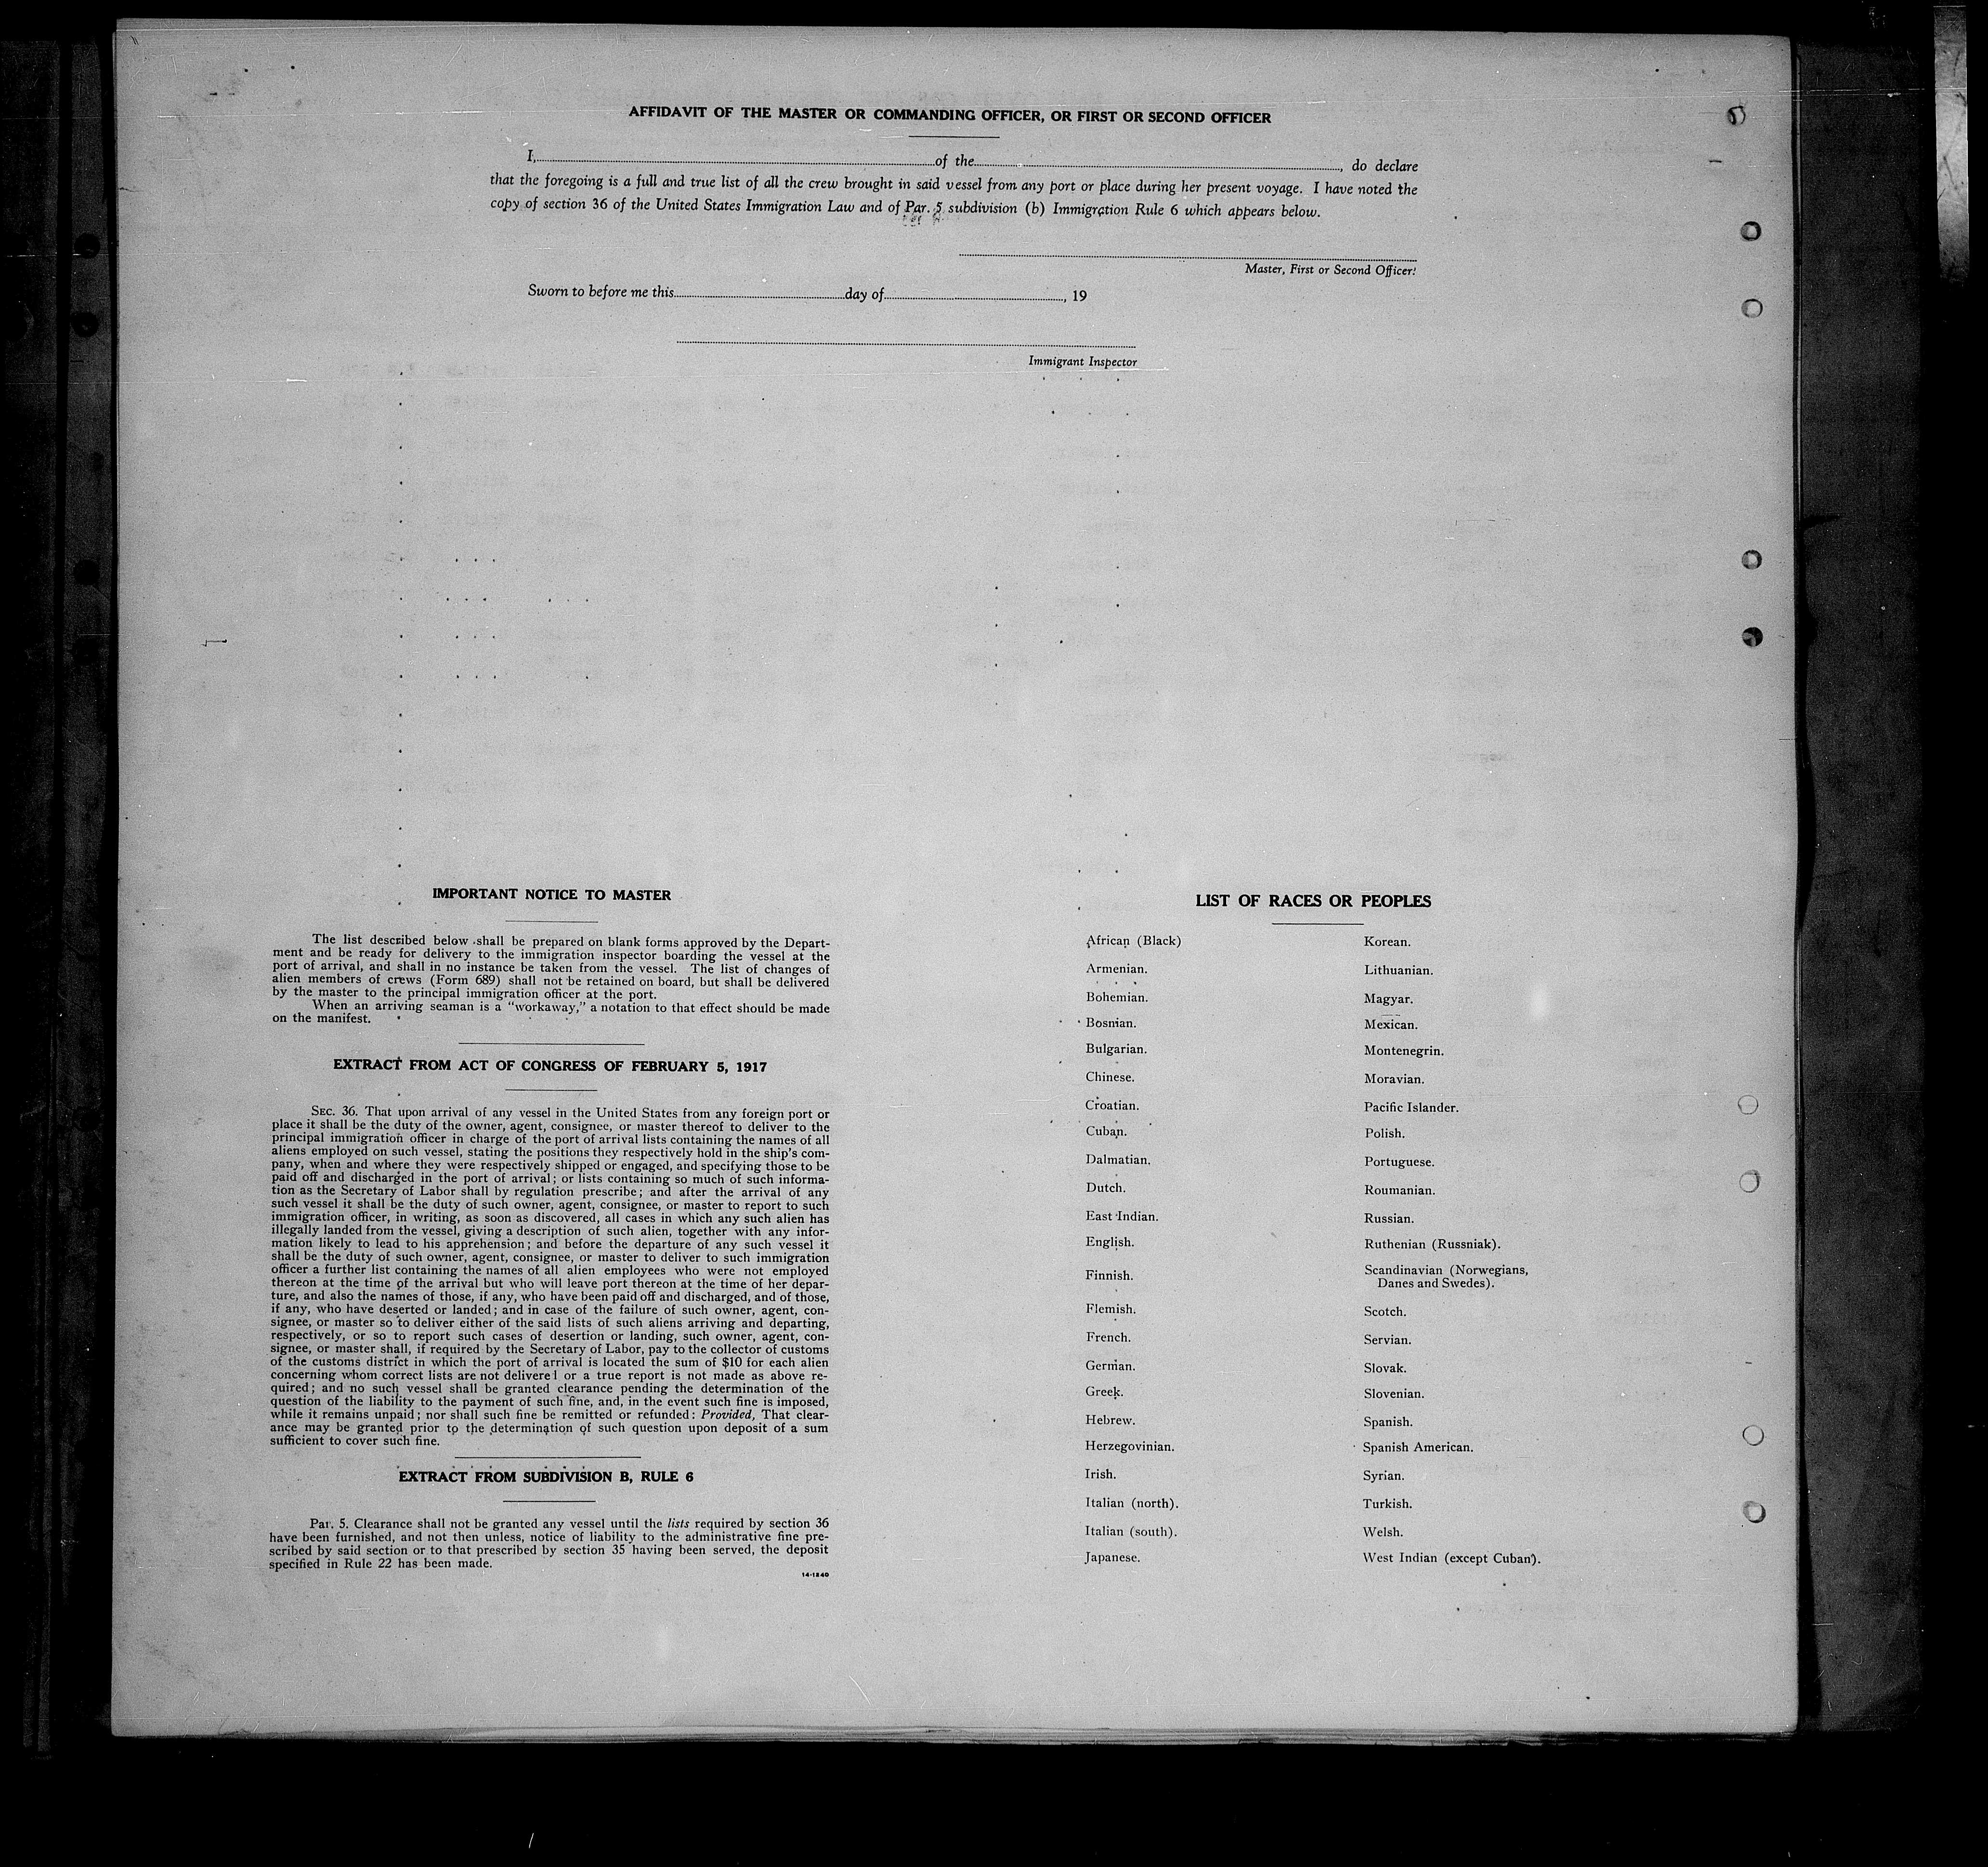 AFFIDAVIT OF THE MASTER OR COMMANDING OFFICER, OR FIRST OR SECOND OFFICER
I, of the , do declare
that the foregoing is a full and true list of all the crew brought in said vessel from any port or place during her present voyage. I have noted the
copy of section 36 of the United States Immigration Law and of Par. 5 subdivision (b) Immigration Rule 6 which appears below.
Master, First or Second Officer.
Sworn to before me this day of , 19
Immigrant Inspector
IMPORTANT NOTICE TO MASTER
The list described below shall be prepared on blank forms approved by the Depart-
ment and be ready for delivery to the immigration inspector boarding the vessel at the
port of arrival, and shall in no instance be taken from the vessel. The list of changes of
alien members of crews (Form 689) shall not be retained on board, but shall be delivered
by the master to the principal immigration officer at the port.
When an arriving seaman is a "workaway," a notation to that effect should be made
on the manifest.
EXTRACT FROM ACT OF CONGRESS OF FEBRUARY 5, 1917
SEC. 36. That upon arrival of any vessel in the United States from any foreign port or
place it shall be the duty of the owner, agent, consignee, or master thereof to deliver to the
principal immigration officer in charge of the port of arrival lists containing the names of all
aliens employed on such vessel, stating the positions they respectively hold in the ship's com-
pany, when and where they were respectively shipped or engaged, and specifying those to be
paid off and discharged in the port of arrival; or lists containing so much of such informa-
tion as the Secretary of Labor shall by regulation prescribe; and after the arrival of any
such vessel it shall be the duty of such owner, agent, consignee, or master to report to such
immigration officer, in writing, as soon as discovered, all cases in which any such alien has
illegally landed from the vessel, giving a description of such alien, together with any infor-
mation likely to lead to his apprehension; and before the departure of any such vessel it
shall be the duty of such owner, agent, consignee, or master to deliver to such immigration
officer a further list containing the names of all alien employees who were not employed
thereon at the time of the arrival but who will leave port thereon at the time of her depar-
ture, and also the names of those, if any, who have been paid off and discharged, and of those,
if any, who have deserted or landed; and in case of the failure of such owner, agent, con-
signee, or master so to deliver either of the said lists of such aliens arriving and departing,
respectively, or so to report such cases of desertion or landing, such owner, agent, con-
signee, or master shall, if required by the Secretary of Labor, pay to the collector of customs
of the customs district in which the port of arrival is located the sum of $10 for each alien
concerning whom correct lists are not delivered or a true report is not made as above re-
quired; and no such vessel shall be granted clearance pending the determination of the
question of the liability to the payment of such fine, and, in the event such fine is imposed,
while it remains unpaid; nor shall such fine be remitted or refunded: Provided, That clear-
ance may be granted prior to the determination of such question upon deposit of a sum
sufficient to cover such fine.
EXTRACT FROM SUBDIVISION B, RULE 6
Par. 5. Clearance shall not be granted any vessel until the lists required by section 36
have been furnished, and not then unless, notice of liability to the administrative fine pre-
scribed by said section or to that prescribed by section 35 having been served, the deposit
specified in Rule 22 has been made.
14-1240
LIST OF RACES OR PEOPLES
African (Black)
Armenian.
Bohemian.
Bosnian.
Bulgarian.
Chinese.
Croatian.
Cuban.
Dalmatian.
Dutch.
East Indian.
English.
Finnish.
Flemish.
French.
German.
Greek.
Hebrew.
Herzegovinian.
Irish.
Italian (north).
Italian (south).
Japanese.
Korean.
Lithuanian.
Magyar.
Mexican.
Montenegrin.
Moravian.
Pacific Islander.
Polish.
Portuguese.
Roumanian.
Russian.
Ruthenian (Russniak).
Scandinavian (Norwegians,
Danes and Swedes).
Scotch.
Servian.
Slovak.
Slovenian.
Spanish.
Spanish American.
Syrian.
Turkish.
Welsh.
West Indian (except Cuban).